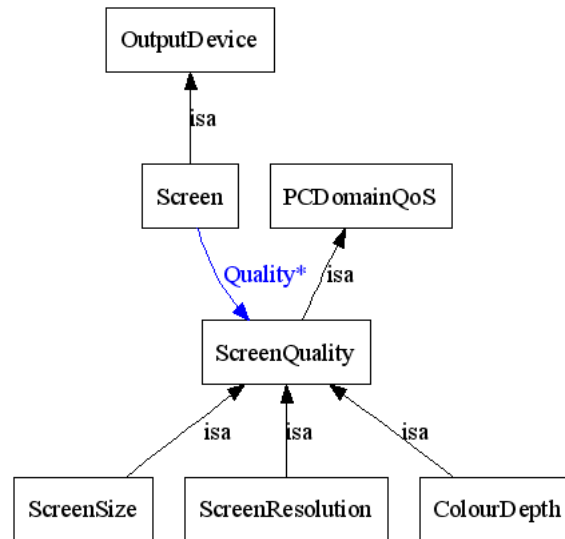 OutputDevice
isa
Screen
PCDomainQoS
Quality*
isa
ScreenQuality
isa
isa
isa
ScreenSize
ScreenResolution
ColourDepth